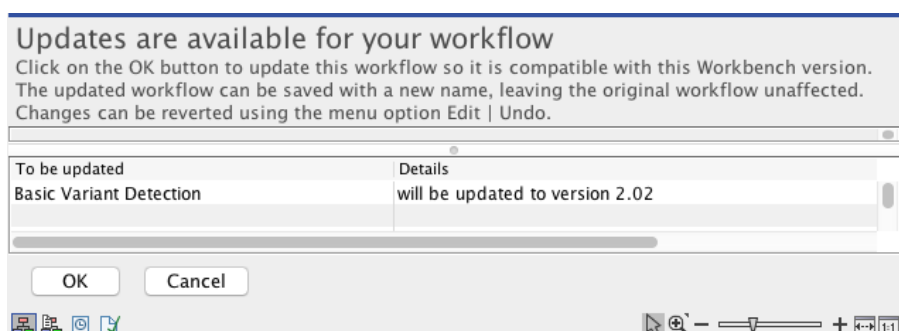 Updates are available for your workflow
Click on the OK button to update this workflow so it is compatible with this Workbench version.
The updated workflow can be saved with a new name, leaving the original workflow unaffected.
Changes can be reverted using the menu option Edit | Undo.
To be updated Details
Basic Variant Detection will be updated to version 2.02
OK Cancel
1:1